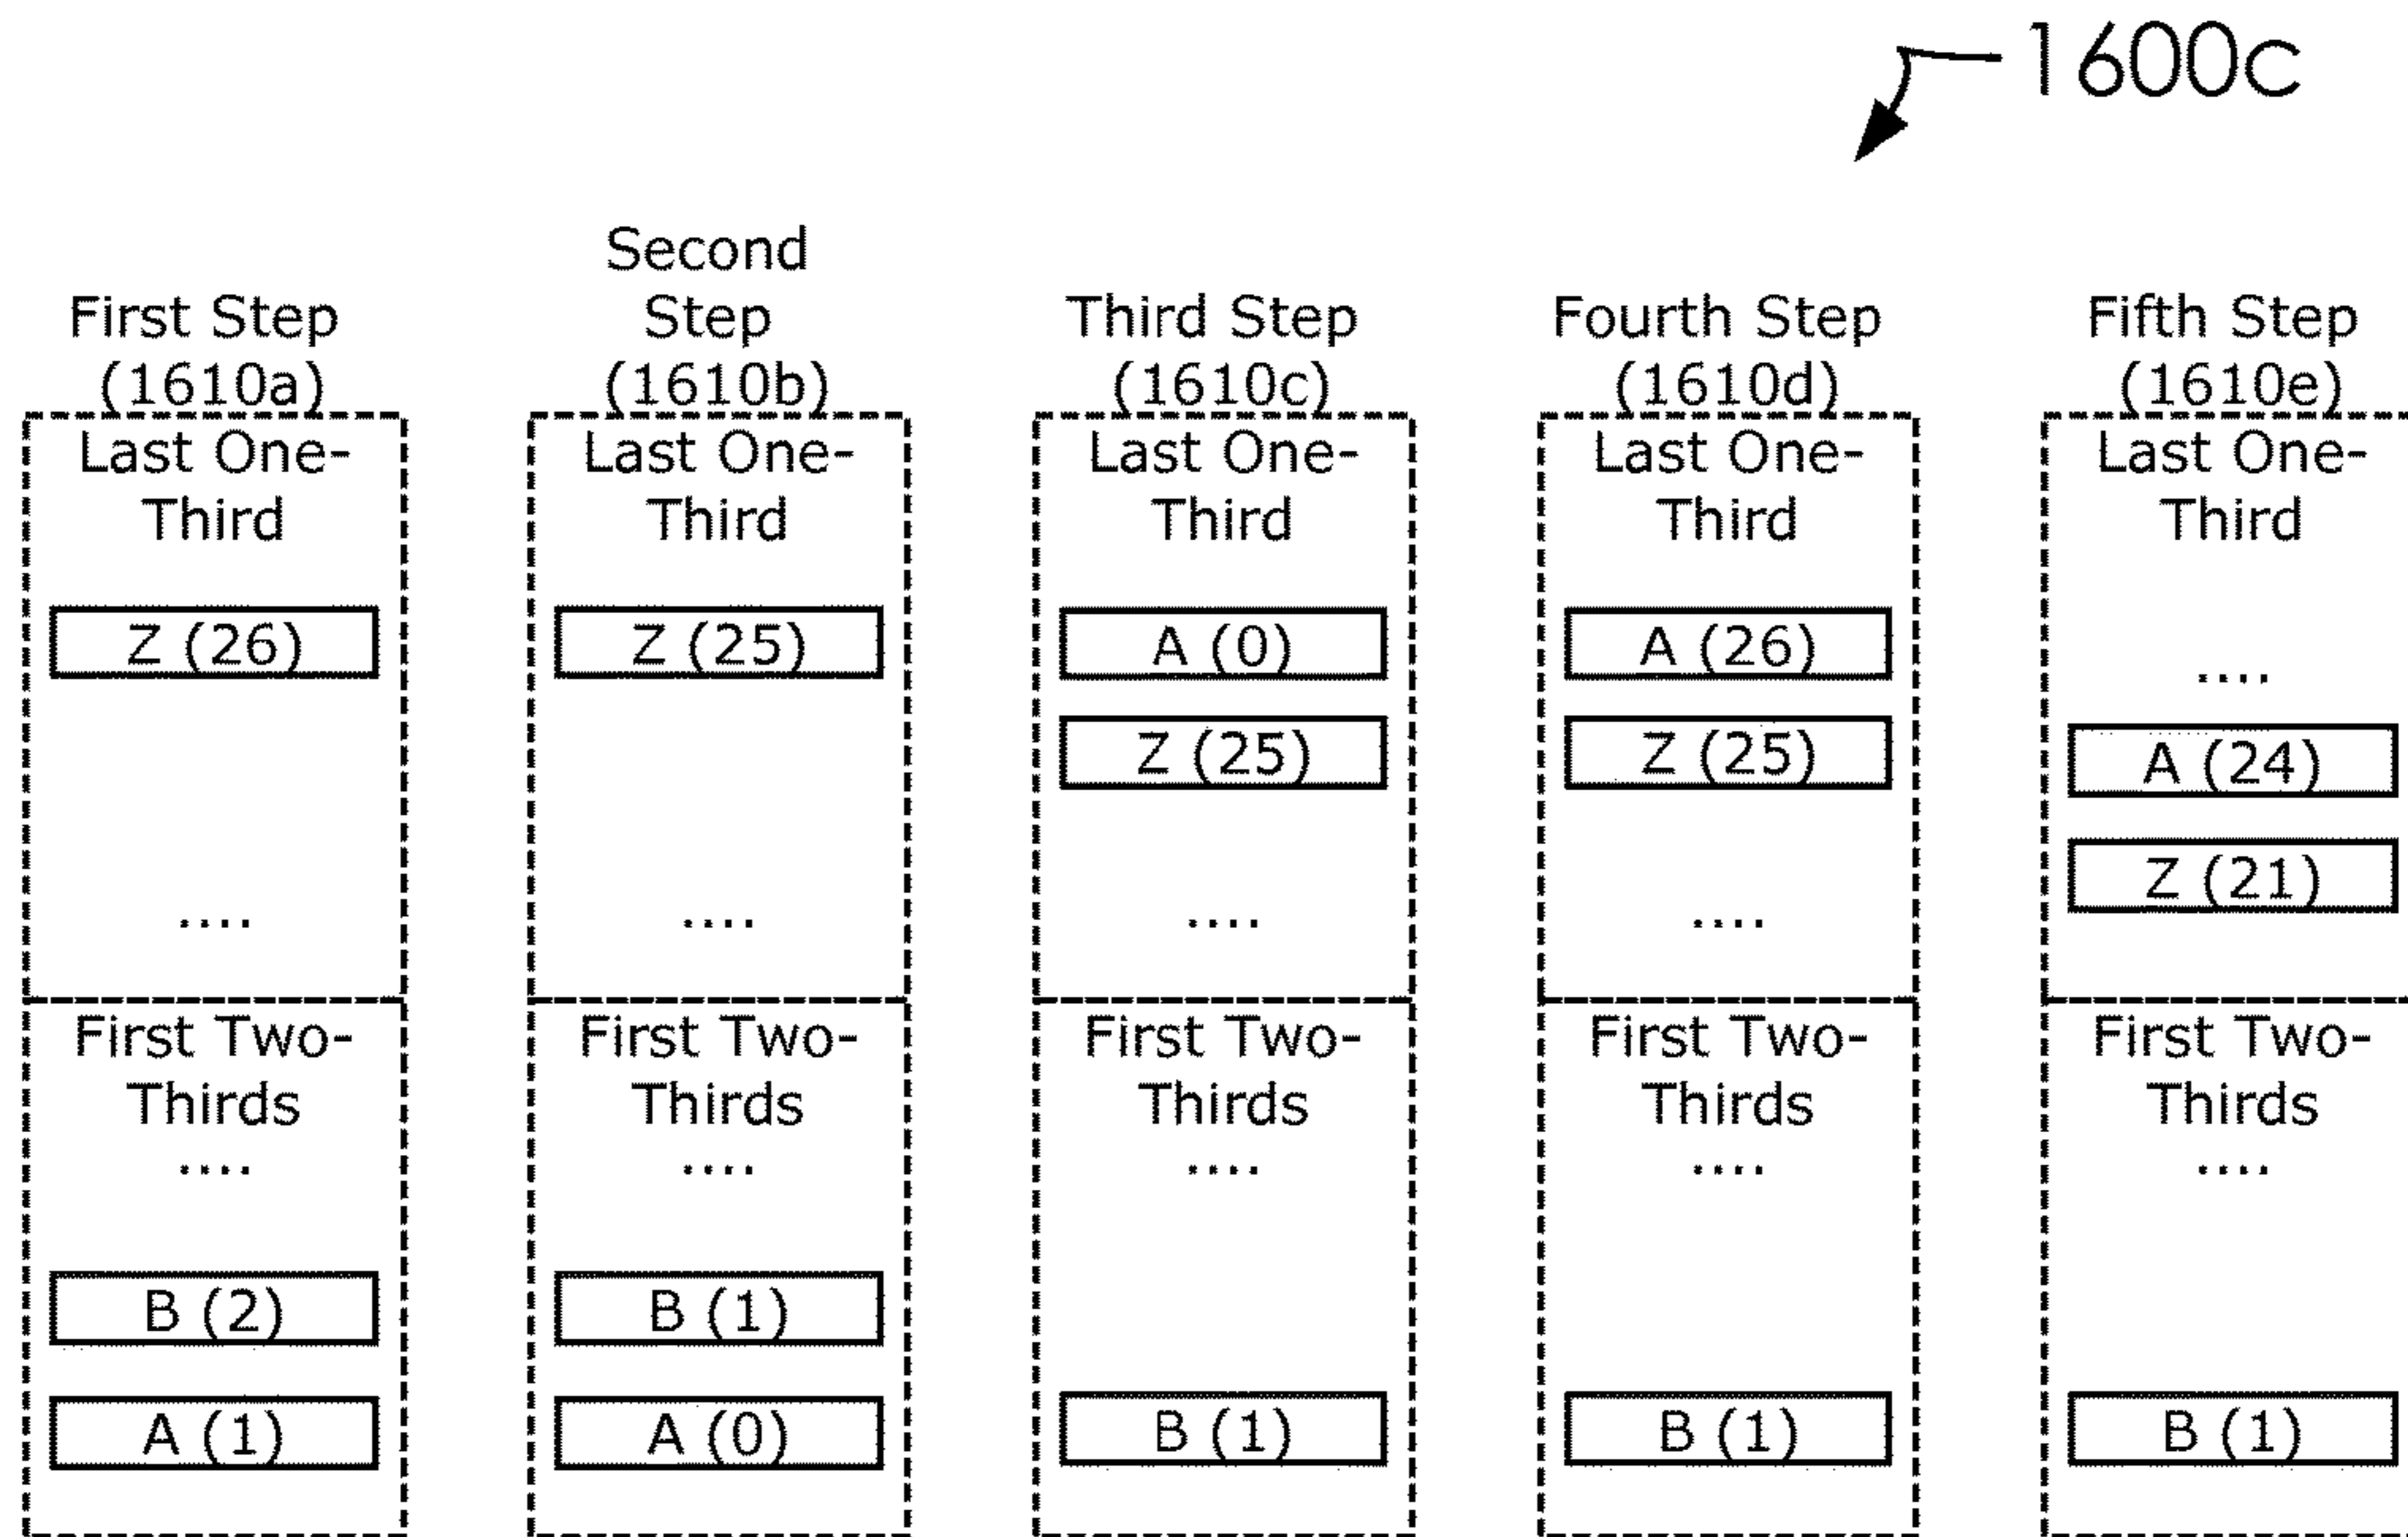 1600c
First Step
(1610a)
Last One-
Third
Z (26)
....
First Two-
Thirds
....
B (2)
A (1)
Second
Step
(1610b)
Last One-
Third
Z (25)
....
First Two-
Thirds
....
B (1)
A (0)
Third Step
(1610c)
Last One-
Third
A (0)
Z (25)
....
First Two-
Thirds
....
B (1)
Fourth Step
(1610d)
Last One-
Third
A (26)
Z (25)
....
First Two-
Thirds
....
B (1)
Fifth Step
(1610e)
Last One-
Third
....
A (24)
Z (21)
First Two-
Thirds
....
B (1)